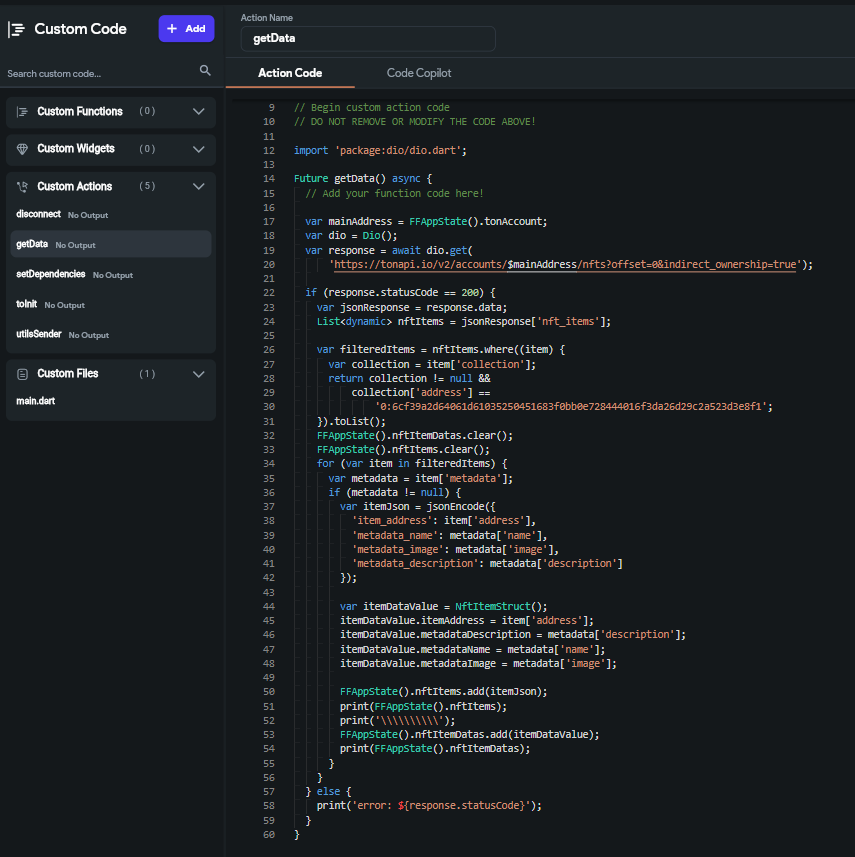 Custom Code
+ Add
Search custom code...
Custom Functions (0)
Custom Widgets (0)
Custom Actions (5)
disconnect No Output
getData No Output
setDependencies No Output
toInit No Output
utilsSender No Output
Custom Files (1)
main.dart
Action Name
getData
Action Code Code Copilot
9 // Begin custom action code
10 // DO NOT REMOVE OR MODIFY THE CODE ABOVE!
11
12 import 'package:dio/dio.dart';
13
14 Future getData() async {
15 // Add your function code here!
16
17 var mainAddress = FFAppState().tonAccount;
18 var dio = Dio();
19 var response = await dio.get(
20 'https://tonapi.io/v2/accounts/$mainAddress/nfts?offset=0&indirect_ownership=true');
21
22 if (response.statusCode == 200) {
23 var jsonResponse = response.data;
24 List<dynamic> nftItems = jsonResponse['nft_items'];
25
26 var filteredItems = nftItems.where((item) {
27 var collection = item['collection'];
28 return collection != null &&
29 collection['address'] ==
30 '0:6cf39a2d64061d61035250451683f0bb0e728444016f3da26d29c2a523d3e8f1';
31 }).toList();
32 FFAppState().nftItemDatas.clear();
33 FFAppState().nftItems.clear();
34 for (var item in filteredItems) {
35 var metadata = item['metadata'];
36 if (metadata != null) {
37 var itemJson = jsonEncode({
38 'item_address': item['address'],
39 'metadata_name': metadata['name'],
40 'metadata_image': metadata['image'],
41 'metadata_description': metadata['description']
42 });
43
44 var itemDataValue = NftItemStruct();
45 itemDataValue.itemAddress = item['address'];
46 itemDataValue.metadataDescription = metadata['description'];
47 itemDataValue.metadataName = metadata['name'];
48 itemDataValue.metadataImage = metadata['image'];
49
50 FFAppState().nftItems.add(itemJson);
51 print(FFAppState().nftItems);
52 print('\\\\\\\\\\');
53 FFAppState().nftItemDatas.add(itemDataValue);
54 print(FFAppState().nftItemDatas);
55 }
56 }
57 } else {
58 print('error: ${response.statusCode}');
59 }
60 }